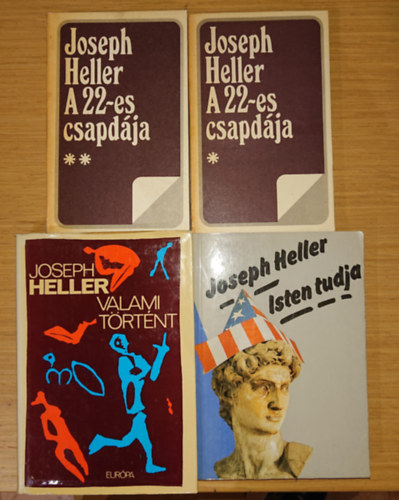 Joseph
Heller
A 22-es
csapdája
**
Joseph
Heller
A 22-es
csapdája
*
JOSEPH
HELLER
VALAMI
TÖRTÉNT
EURÓPA
Joseph Heller
Isten tudja